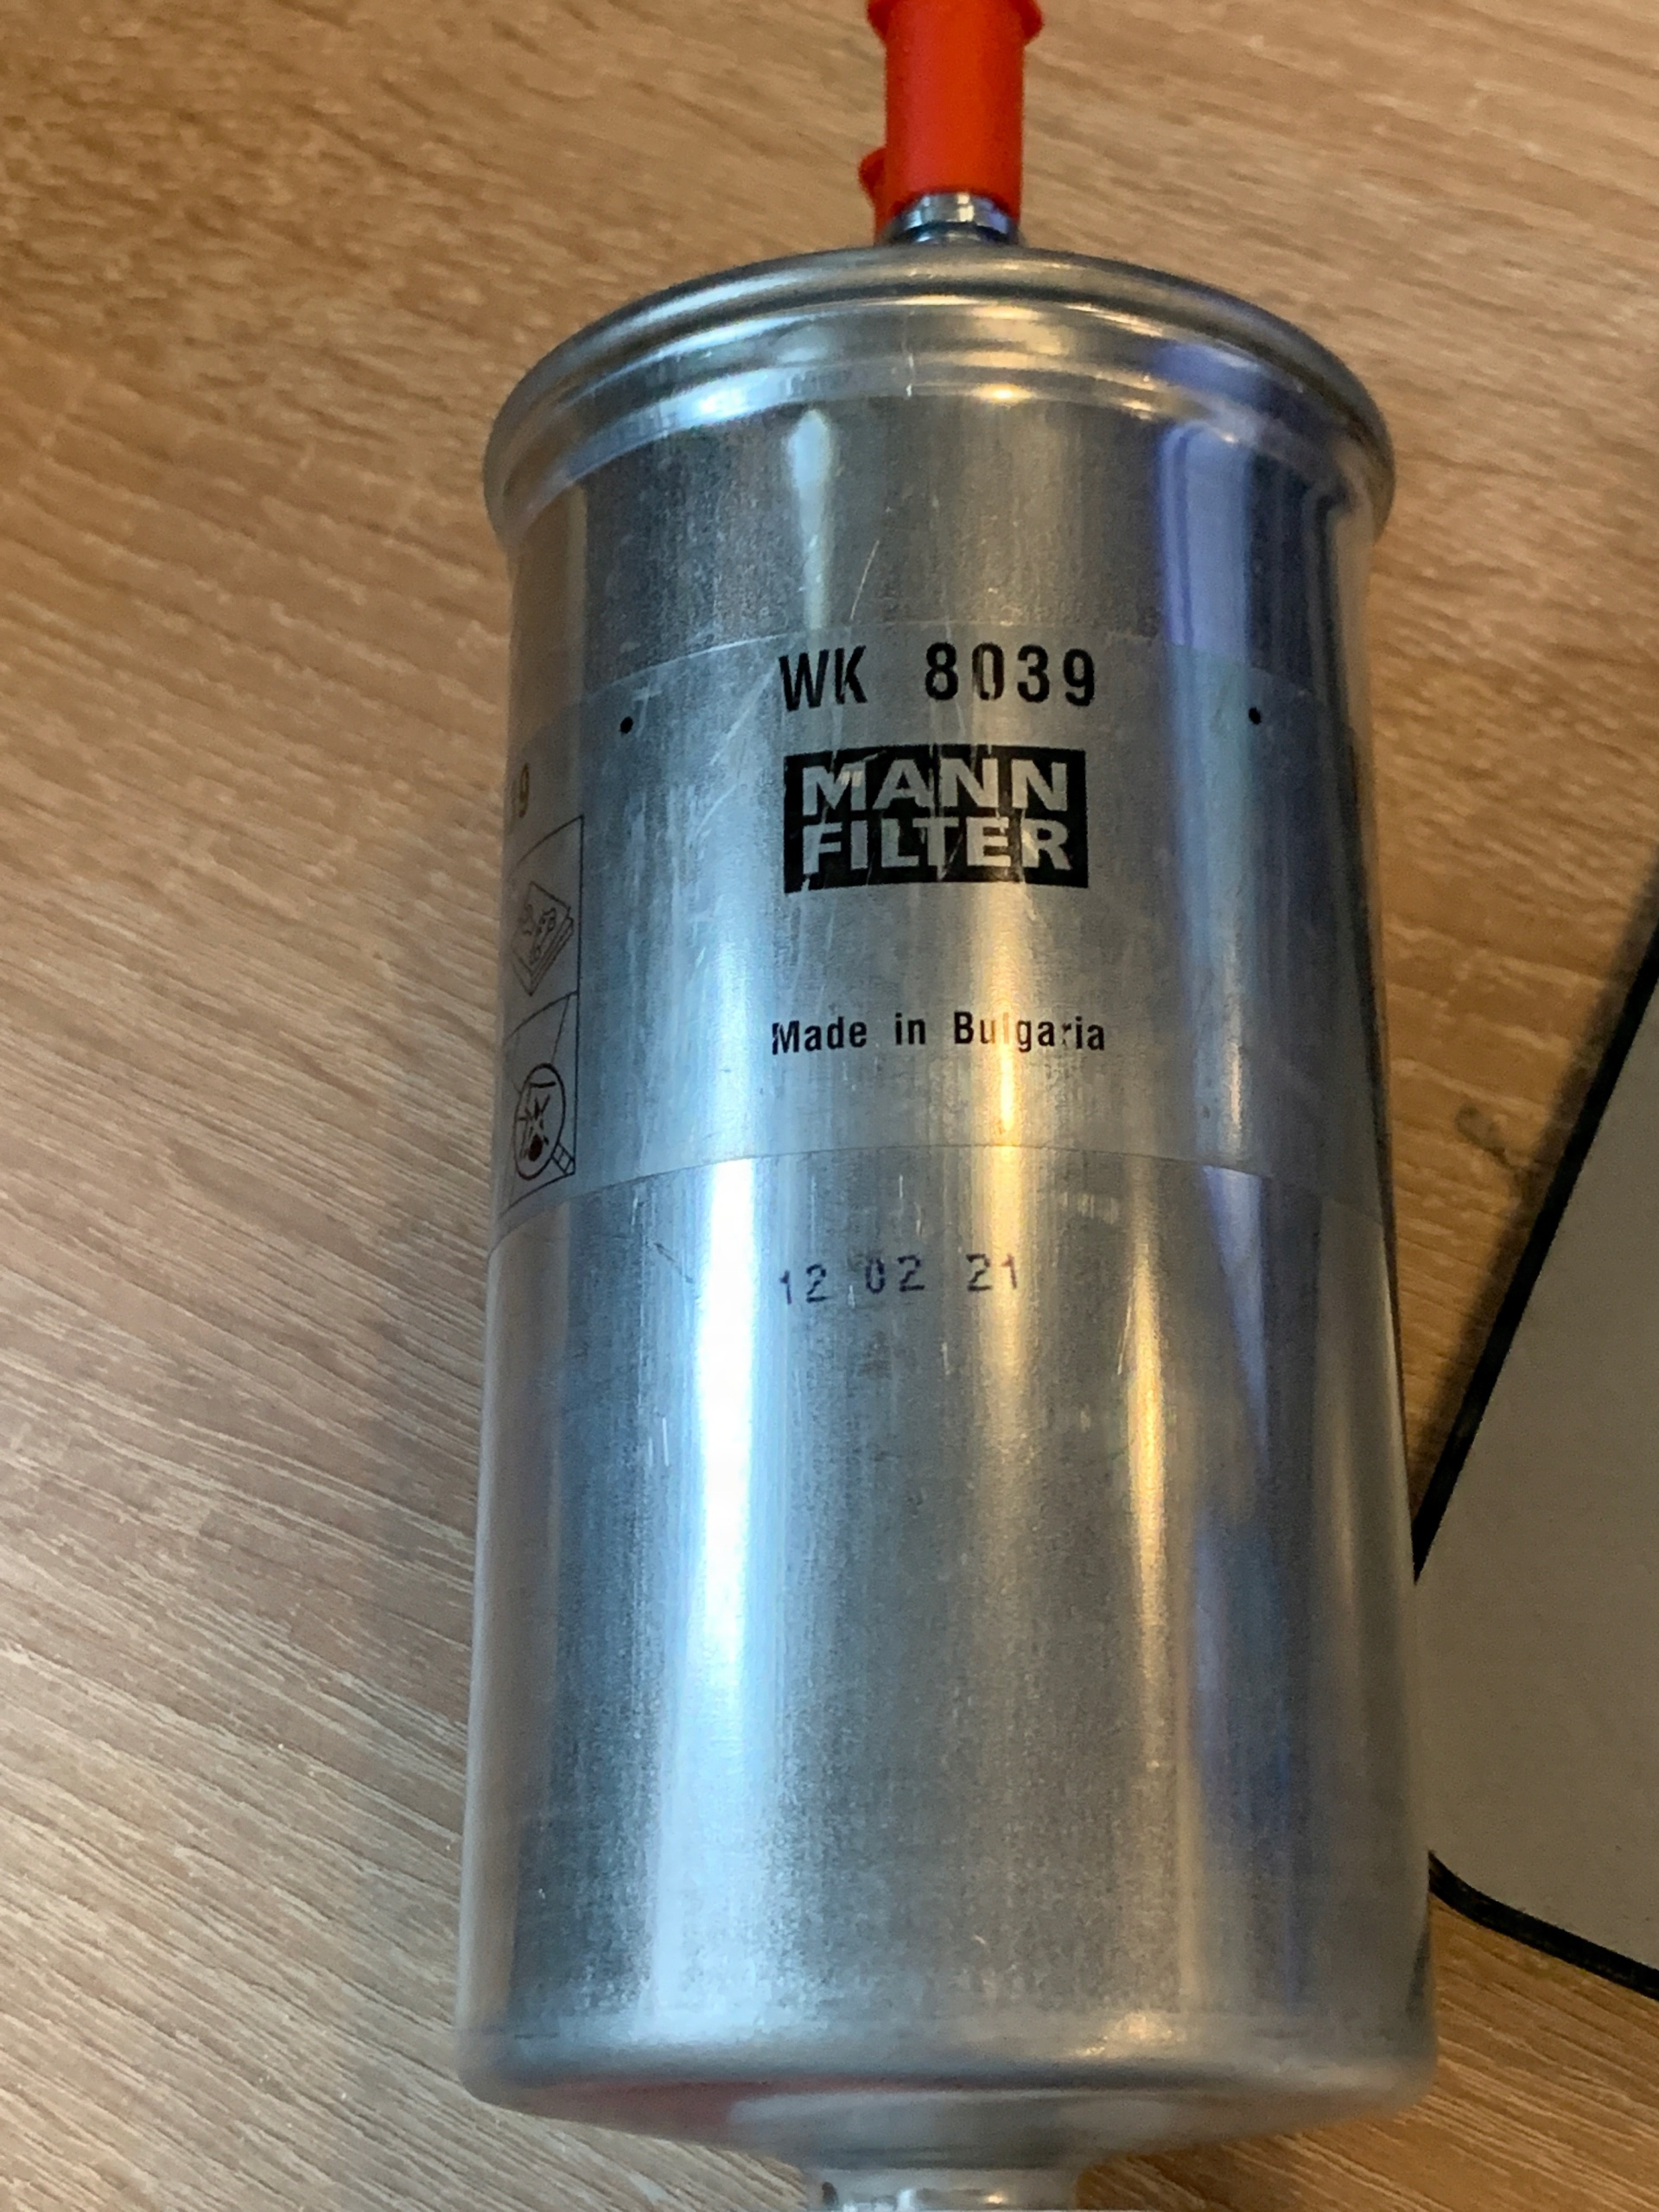 WK 8039
MANN
FILTER
Made in Bulgaria
12 02 21